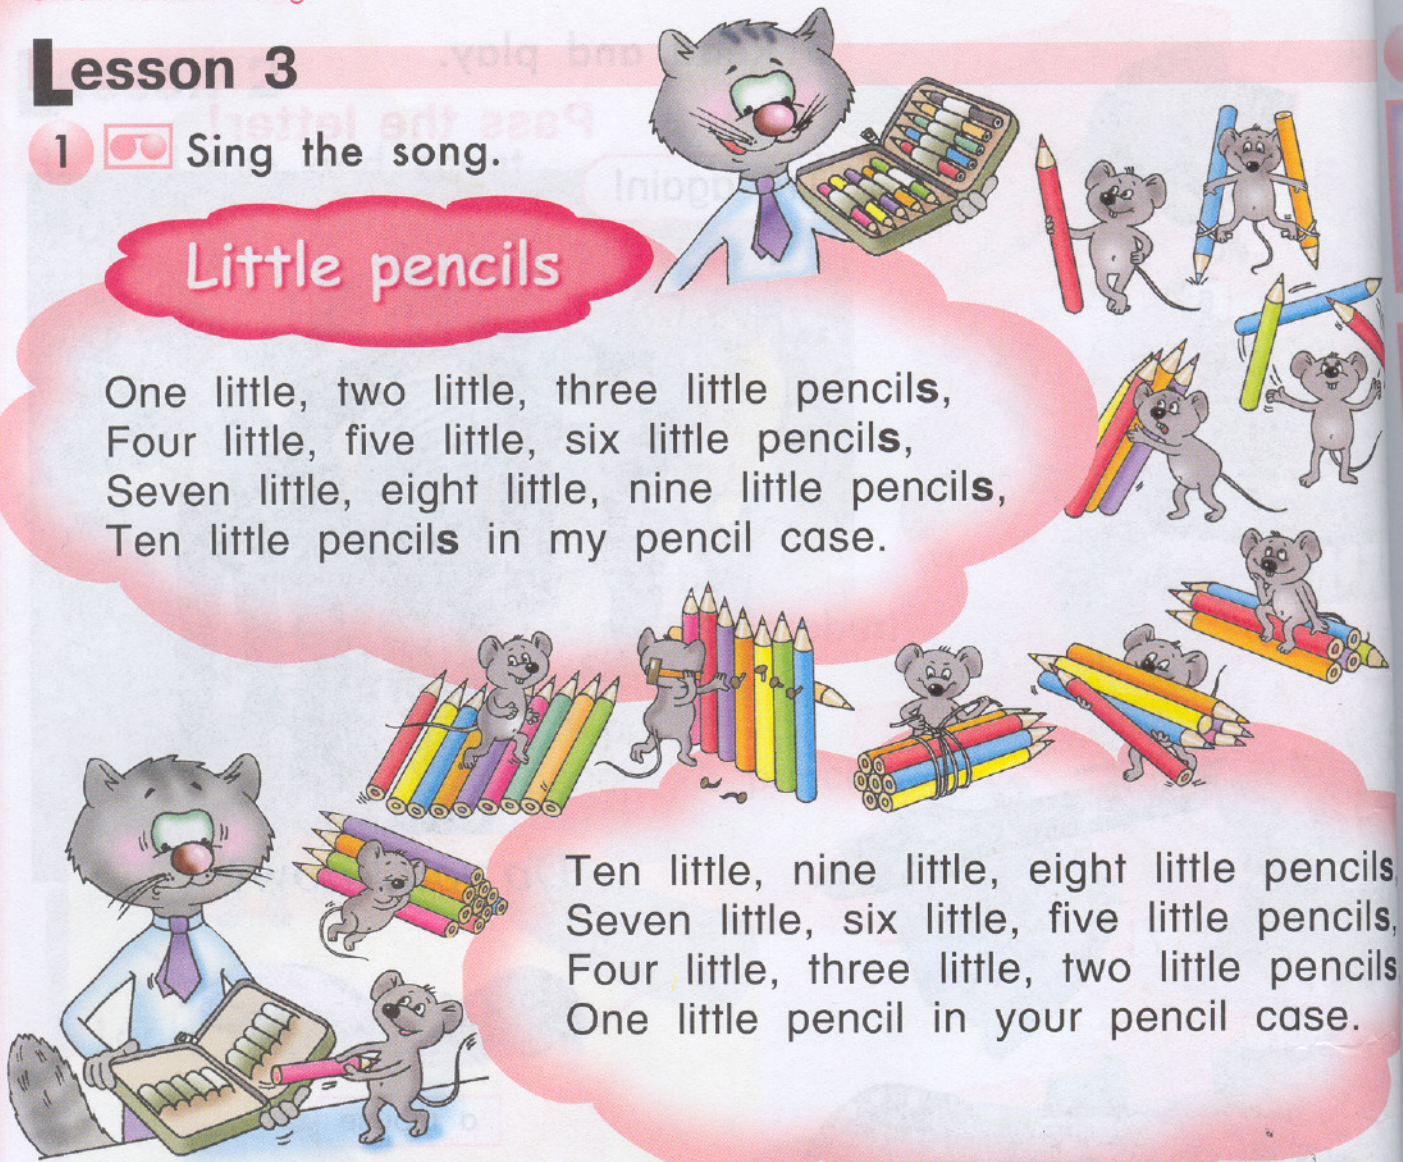 Lesson 3
1 Sing the song.
Little pencils
One little, two little, three little pencils,
Four little, five little, six little pencils,
Seven little, eight little, nine little pencils,
Ten little pencils in my pencil case.
Ten little, nine little, eight little pencils,
Seven little, six little, five little pencils,
Four little, three little, two little pencils
One little pencil in your pencil case.